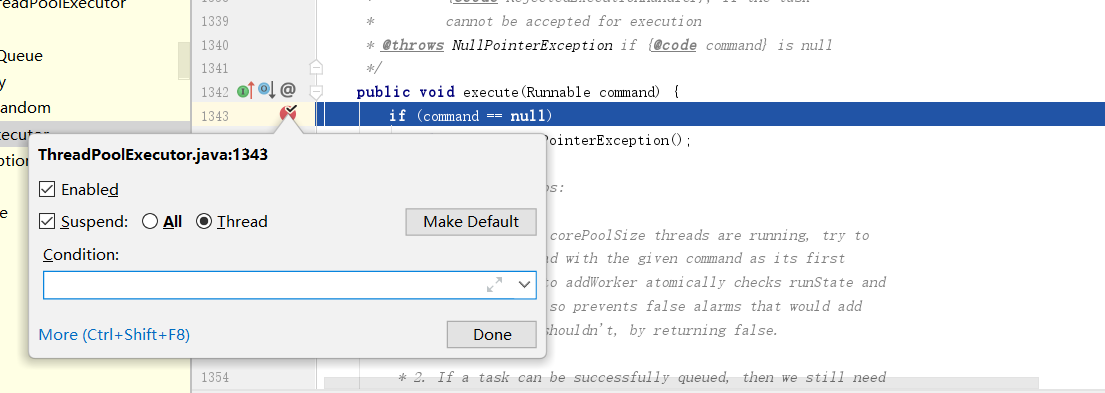 readPoolExecutor
Queue
y
andom
ecutor
ption
e
1339 * cannot be accepted for execution
1340 * @throws NullPointerException if {@code command} is null
1341 */
1342 @ public void execute(Runnable command) {
1343 if (command == null)
PointerException();
ps:
corePoolSize threads are running, try to
ad with the given command as its first
to addWorker atomically checks runState and
so prevents false alarms that would add
shouldn't, by returning false.
1354 * 2. If a task can be successfully queued, then we still need
ThreadPoolExecutor.java:1343
Enabled
Suspend: All Thread Make Default
Condition:
More (Ctrl+Shift+F8) Done